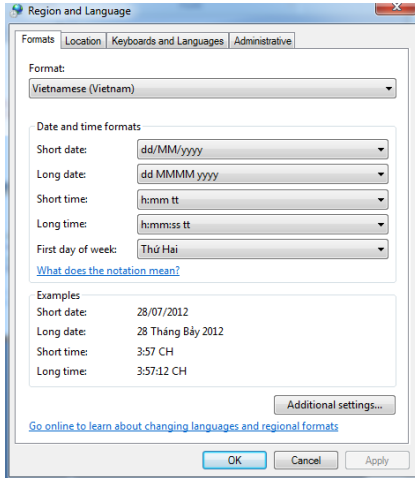 Region and Language
Formats Location Keyboards and Languages Administrative
Format:
Vietnamese (Vietnam)
Date and time formats
Short date: dd/MM/yyyy
Long date: dd MMMM yyyy
Short time: h:mm tt
Long time: h:mm:ss tt
First day of week: Thứ Hai
What does the notation mean?
Examples
Short date: 28/07/2012
Long date: 28 Tháng Bảy 2012
Short time: 3:57 CH
Long time: 3:57:12 CH
Additional settings...
Go online to learn about changing languages and regional formats
OK Cancel Apply